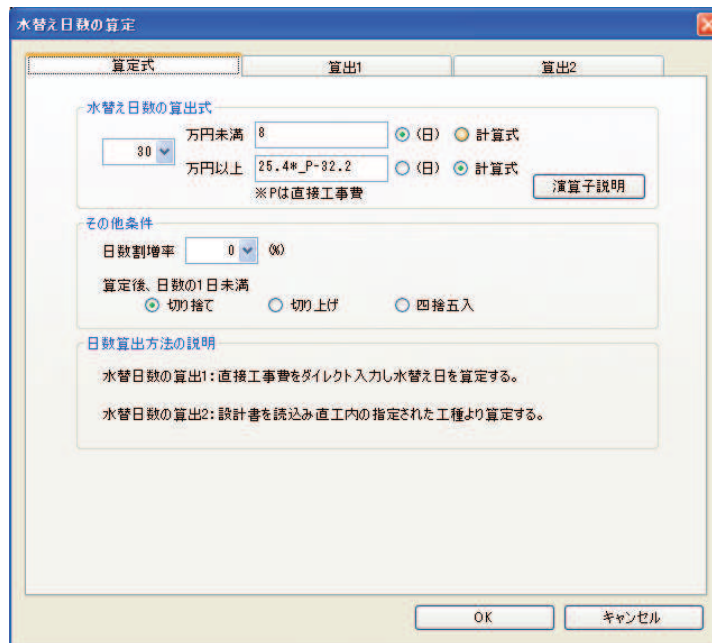 水替え日数の算定
算定式 算出1 算出2
水替え日数の算出式
30 万円未満 8 (日) 計算式
万円以上 25.4*_P-32.2 (日) 計算式
※Pは直接工事費 演算子説明
その他条件
日数割増率 0 (%)
算定後、日数の1日未満
切り捨て 切り上げ 四捨五入
日数算出方法の説明
水替日数の算出1:直接工事費をダイレクト入力し水替え日を算定する。
水替日数の算出2:設計書を読込み直工内の指定された工種より算定する。
OK キャンセル